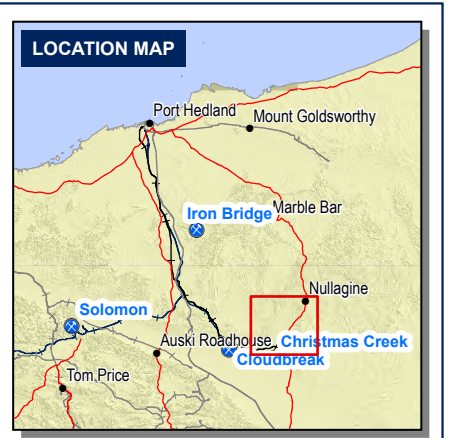 LOCATION MAP
Port Hedland
Mount Goldsworthy
Iron Bridge
Marble Bar
Nullagine
Solomon
Auski Roadhouse
Christmas Creek
Cloudbreak
Tom Price